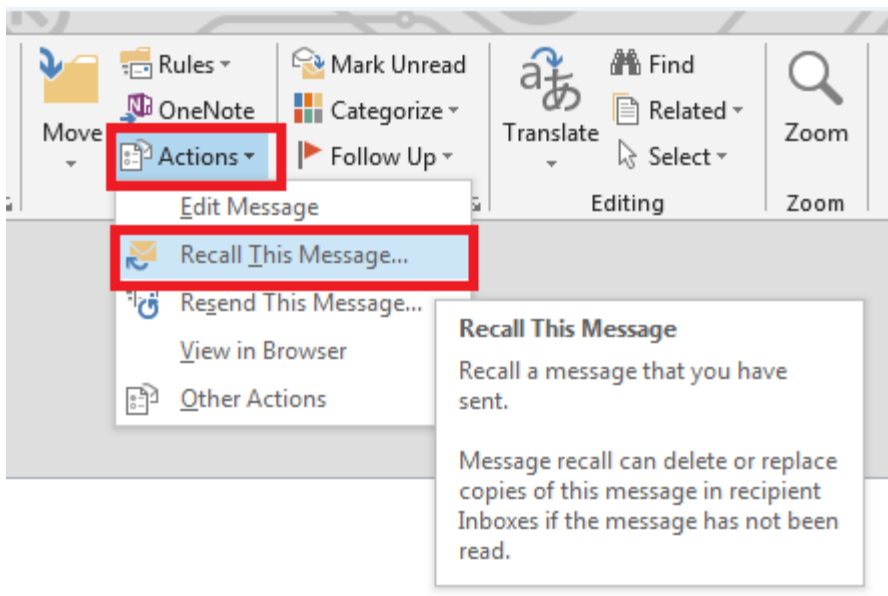 Rules
Mark Unread
Find
OneNote
Categorize
Related
Move
Translate
Zoom
Actions
Follow Up
Select
Editing
Zoom
Edit Message
Recall This Message...
Resend This Message...
View in Browser
Other Actions
Recall This Message
Recall a message that you have
sent.
Message recall can delete or replace
copies of this message in recipient
Inboxes if the message has not been
read.